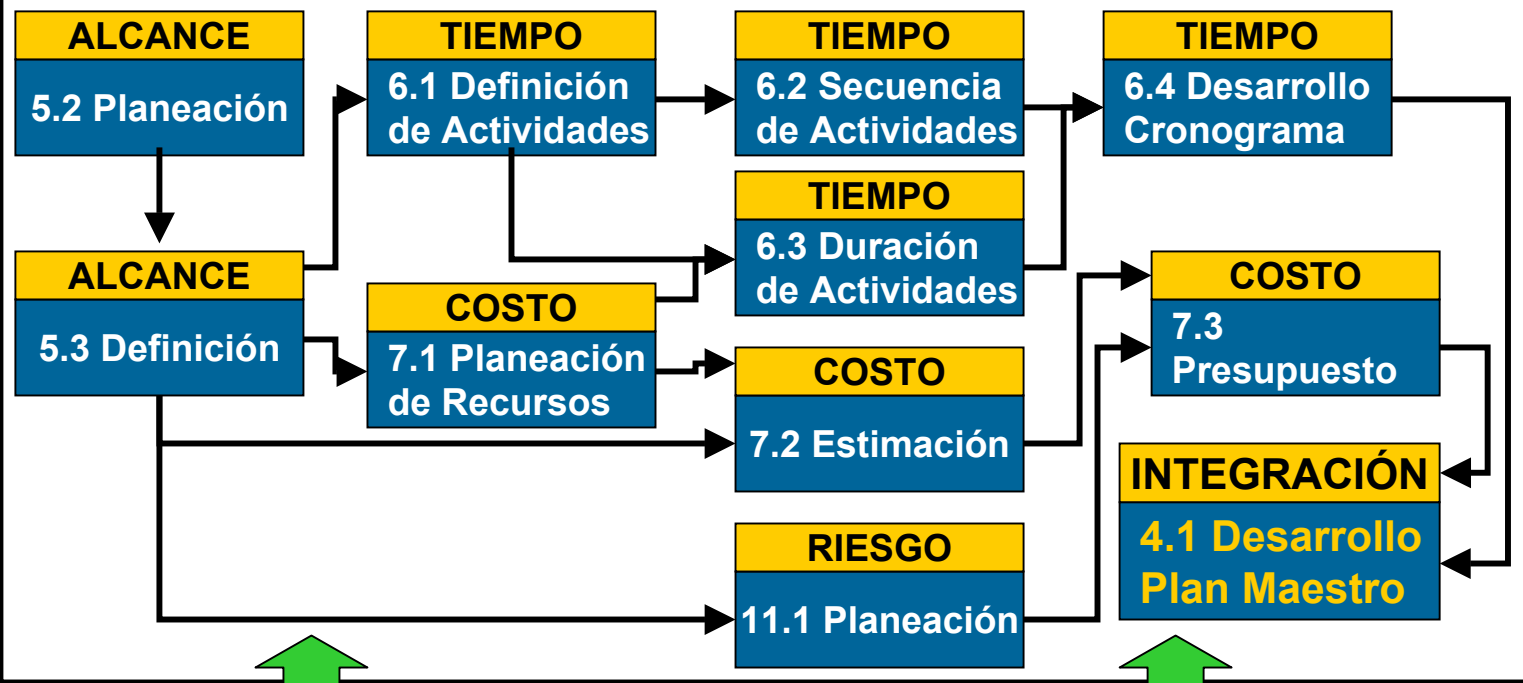 ALCANCE
5.2 Planeación
TIEMPO
6.1 Definición
de Actividades
TIEMPO
6.2 Secuencia
de Actividades
TIEMPO
6.4 Desarrollo
Cronograma
TIEMPO
6.3 Duración
de Actividades
ALCANCE
5.3 Definición
COSTO
7.1 Planeación
de Recursos
COSTO
7.2 Estimación
COSTO
7.3
Presupuesto
INTEGRACIÓN
4.1 Desarrollo
Plan Maestro
RIESGO
11.1 Planeación